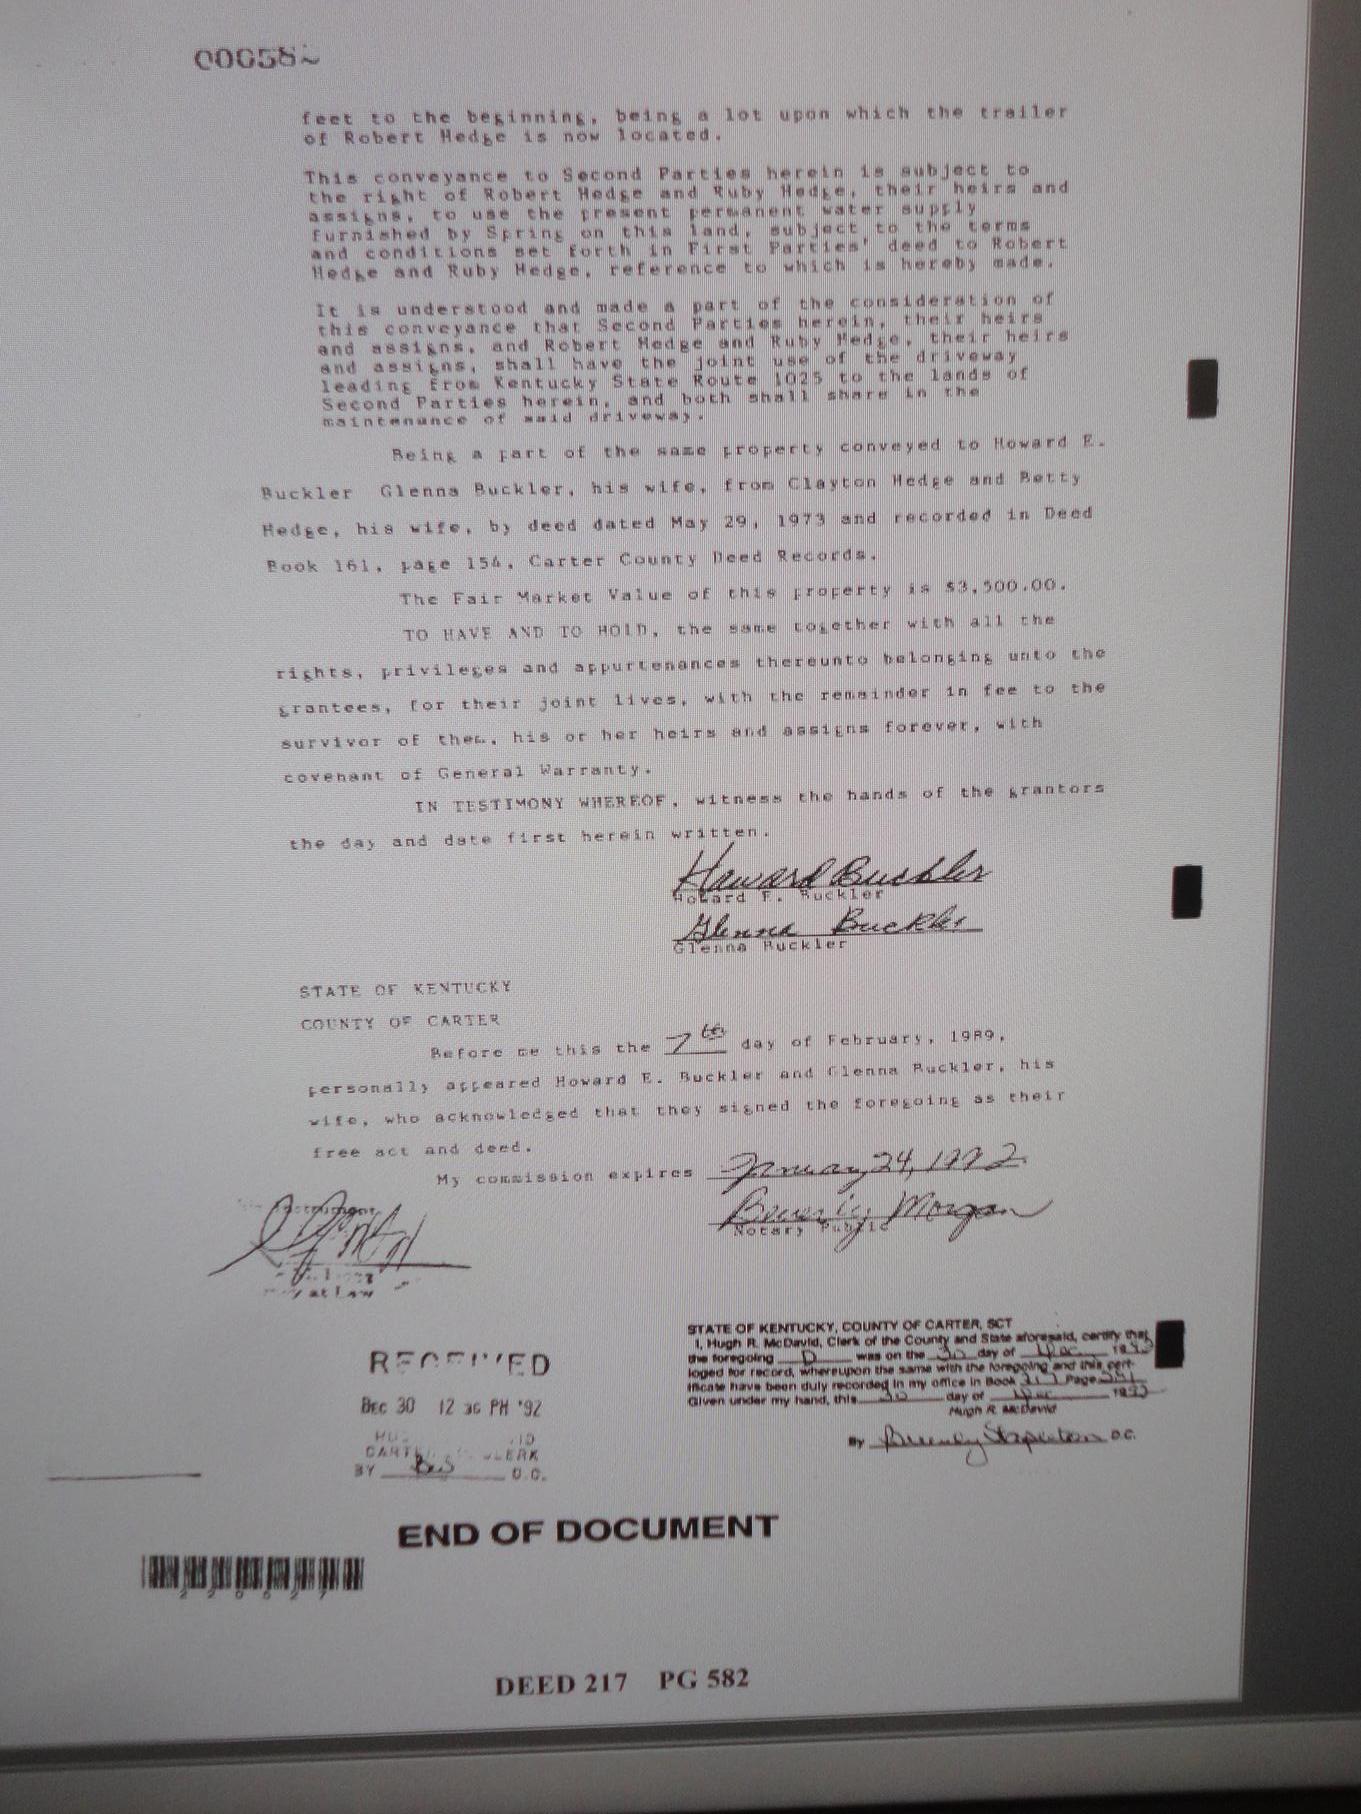 00058
feet to the beginning, being a lot upon which the trailer
of Robert Hedge is now located.
This conveyance to Second Parties herein is subject to
the right of Robert Hedge and Ruby Hedge, their heirs and
assigns, to use the present permanent water supply
furnished by Spring on this land, subject to the terms
and conditions set forth in First Parties' deed to Robert
Hedge and Ruby Hedge, reference to which is hereby made.
It is understood and made a part of the consideration of
this conveyance that Second Parties herein, their heirs
and assigns, and Robert Hedge and Ruby Hedge, their heirs
and assigns, shall have the joint use of the driveway
leading from Kentucky State Route 1025 to the lands of
Second Parties herein, and both shall share in the
maintenance of said driveway.
Being a part of the same property conveyed to Howard E.
Buckler Glenna Buckler, his wife, from Clayton Hedge and Betty
Hedge, his wife, by deed dated May 29, 1973 and recorded in Deed
Book 161, page 154, Carter County Deed Records.
The Fair Market Value of this property is $3,500.00.
TO HAVE AND TO HOLD, the same together with all the
rights, privileges and appurtenances thereunto belonging unto the
grantees, for their joint lives, with the remainder in fee to the
survivor of them, his or her heirs and assigns forever, with
covenant of General Warranty.
IN TESTIMONY WHEREOF, witness the hands of the grantors
the day and date first herein written.
Howard Buckler
Howard E. Buckler
Glenna Buckler
Glenna Buckler
STATE OF KENTUCKY
COUNTY OF CARTER
Before me this the 7th day of February, 1989,
personally appeared Howard E. Buckler and Glenna Buckler, his
wife, who acknowledged that they signed the foregoing as their
free act and deed.
My commission expires January 24, 1992
Instrument
Beverly Morgan
Notary Public
at Law
STATE OF KENTUCKY, COUNTY OF CARTER, SCT
I, Hugh R. McDavid, Clerk of the County and State aforesaid, certify that
the foregoing D was on the 30 day of Dec
loged for record, whereupon the same with the foregoing and this cert-
ificate have been duly recorded in my office in Book 217 Page
Given under my hand, this 30 day of Dec
Hugh R. McDavid
By Beverly Stapleton D.C.
RECEIVED
DEC 30 12 36 PM '92
CARTER CLERK
BY D.C.
END OF DOCUMENT
220627
DEED 217 PG 582